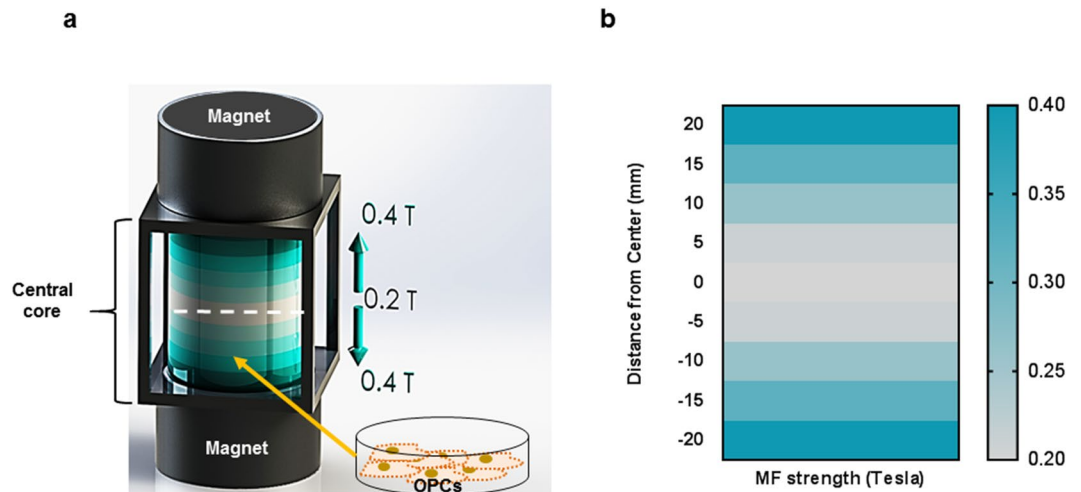 a
Magnet
0.4 T
Central
core
0.2 T
0.4 T
Magnet
OPCs
b
Distance from Center (mm)
20
15
10
5
0
-5
-10
-15
-20
MF strength (Tesla)
0.40
0.35
0.30
0.25
0.20